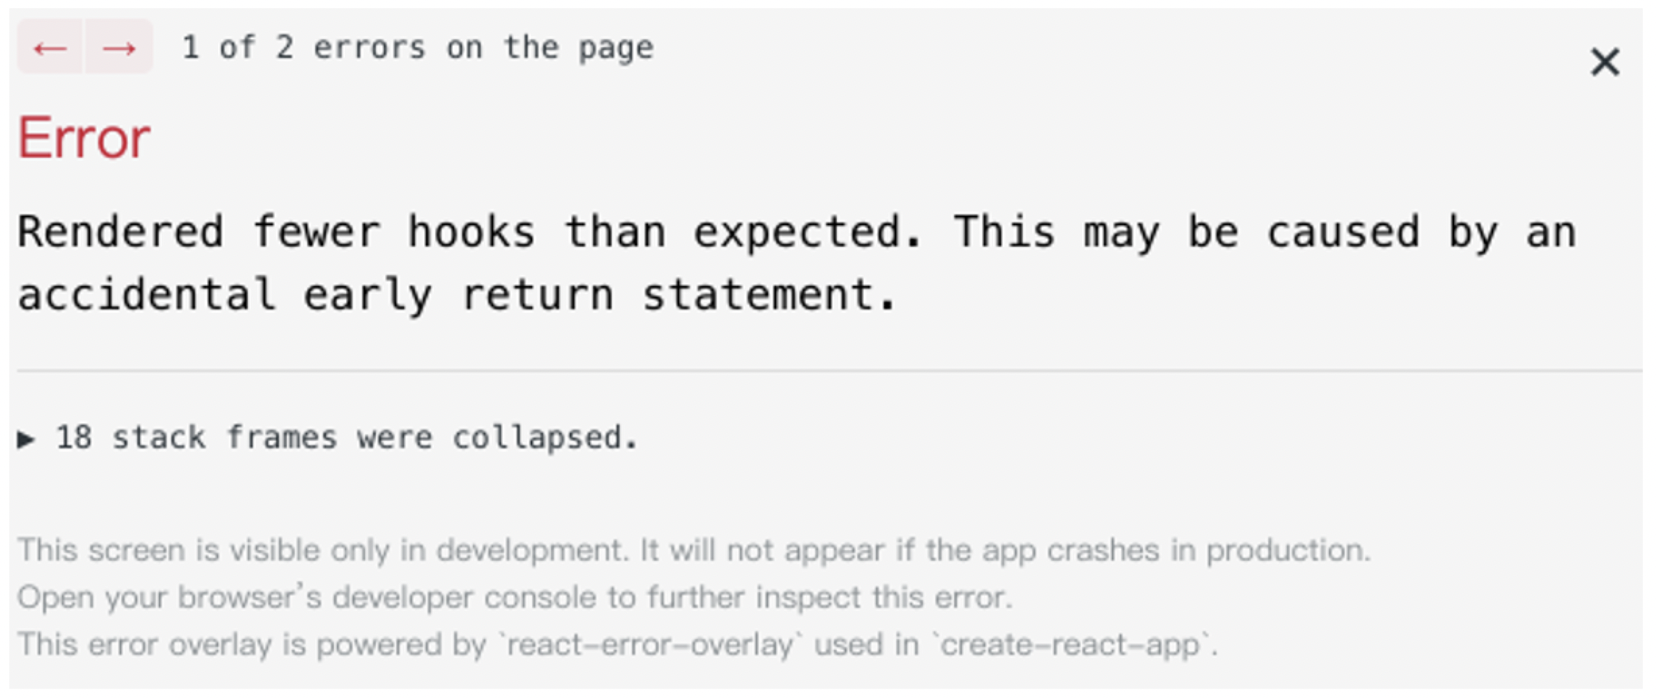 ← → 1 of 2 errors on the page
×
Error
Rendered fewer hooks than expected. This may be caused by an
accidental early return statement.
▶ 18 stack frames were collapsed.
This screen is visible only in development. It will not appear if the app crashes in production.
Open your browser’s developer console to further inspect this error.
This error overlay is powered by `react-error-overlay` used in `create-react-app`.